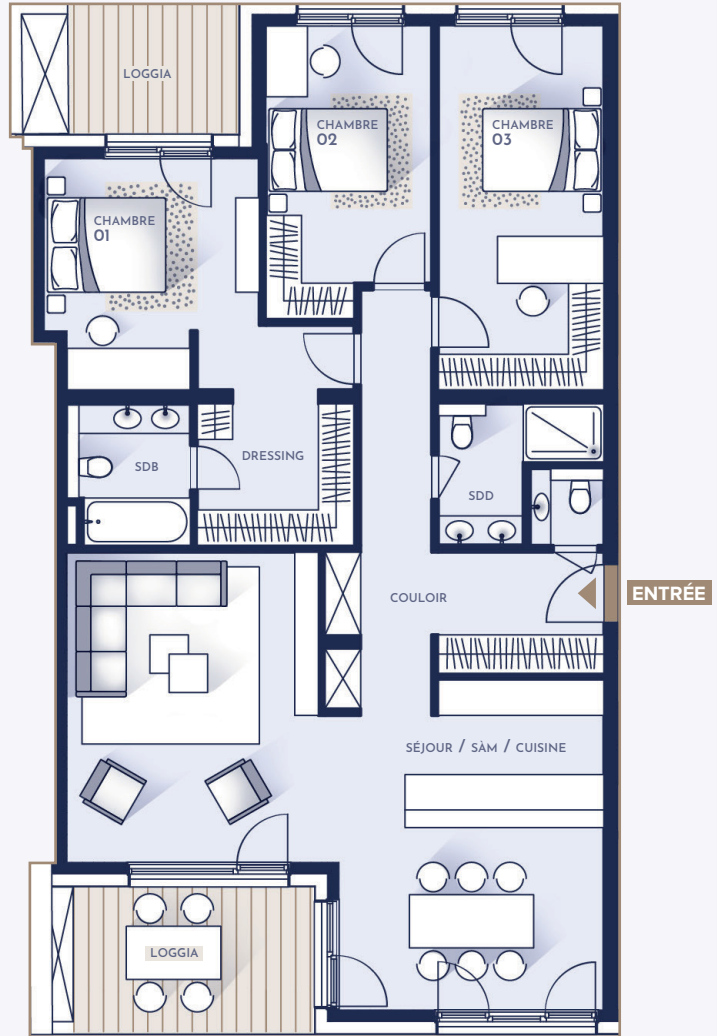 LOGGIA
CHAMBRE
02
CHAMBRE
03
CHAMBRE
01
SDB
DRESSING
SDD
COULOIR
ENTRÉE
SÉJOUR / SÀM / CUISINE
LOGGIA